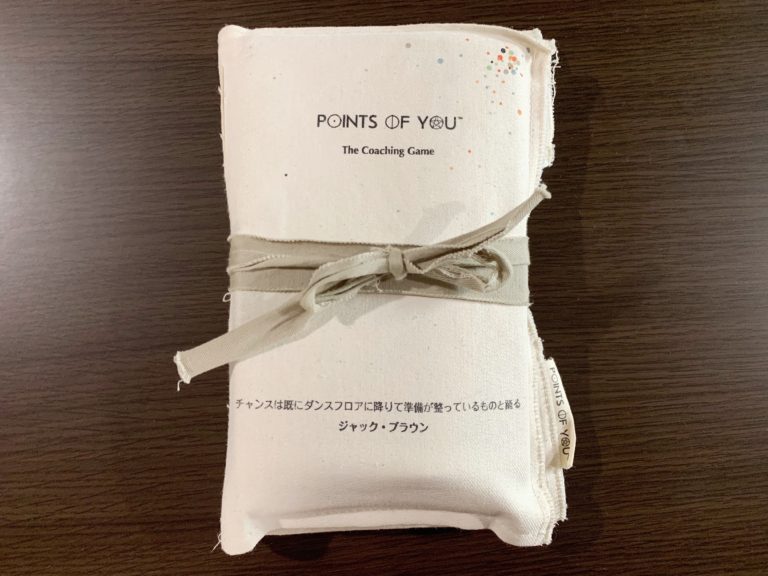 POINTS OF YOU™
The Coaching Game
チャンスは既にダンスフロアに降りて準備が整っているものと踊る
ジャック・ブラウン
POINTS OF YOU